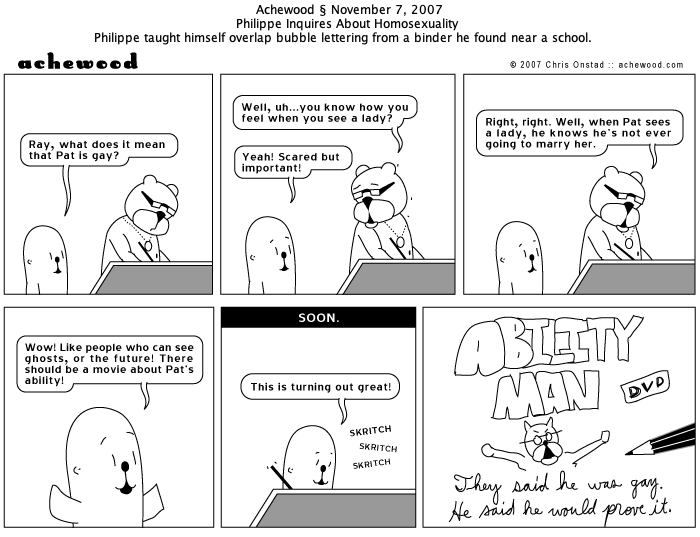 Achewood § November 7, 2007
Philippe Inquires About Homosexuality
Philippe taught himself overlap bubble lettering from a binder he found near a school.
achewood
© 2007 Chris Onstad :: achewood.com
Ray, what does it mean
that Pat is gay?
Well, uh...you know how you
feel when you see a lady?
Yeah! Scared but
important!
Right, right. Well, when Pat sees
a lady, he knows he's not ever
going to marry her.
Wow! Like people who can see
ghosts, or the future! There
should be a movie about Pat's
ability!
SOON.
This is turning out great!
SKRITCH
SKRITCH
SKRITCH
ABILITY
MAN
DVD
They said he was gay.
He said he would prove it.